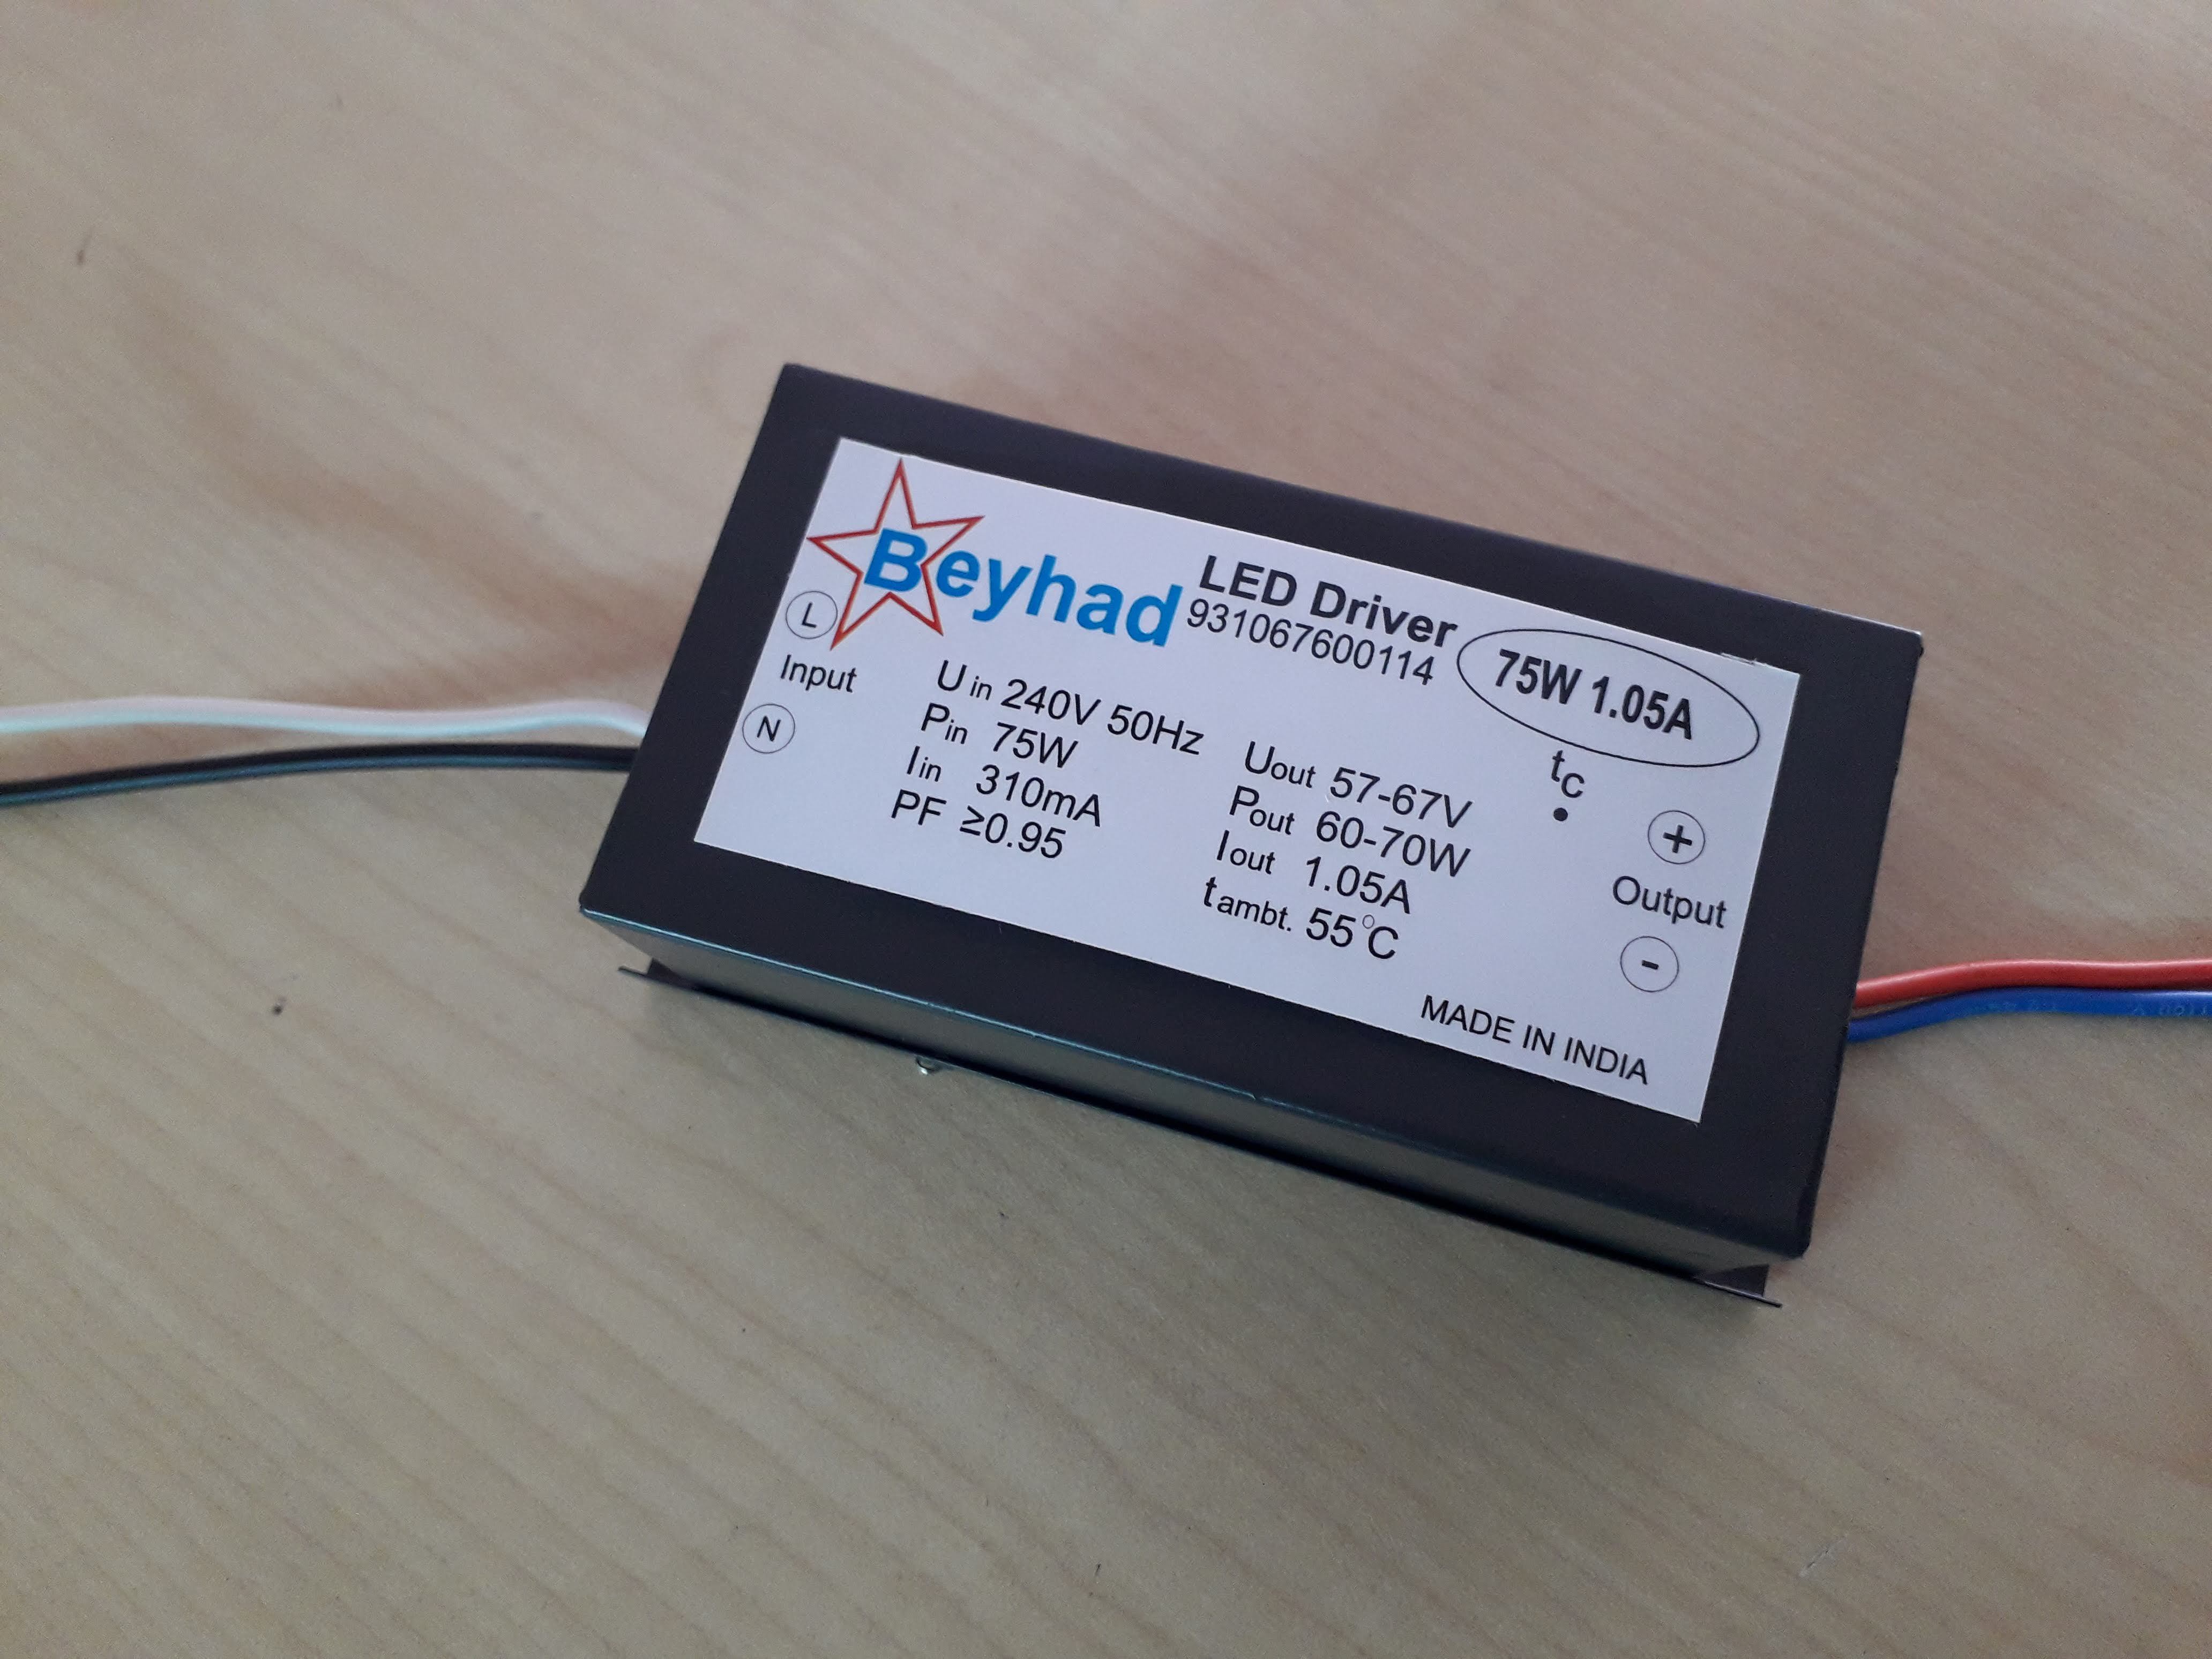 Beyhad
LED Driver
931067600114
75W 1.05A
L
Input
N
Uin 240V 50Hz
Pin 75W
Iin 310mA
PF ≥0.95
Uout 57-67V
Pout 60-70W
Iout 1.05A
tambt. 55°C
tc
+
Output
-
MADE IN INDIA